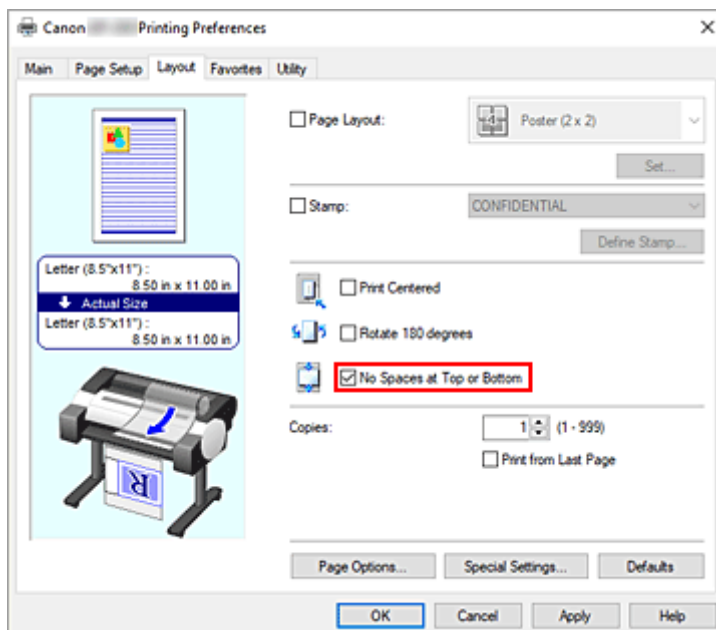 Canon Printing Preferences
Main Page Setup Layout Favorites Utility
Page Layout:
4
Poster (2 x 2)
Set...
Stamp:
CONFIDENTIAL
Define Stamp...
Letter (8.5"x11") :
8.50 in x 11.00 in
Actual Size
Letter (8.5"x11") :
8.50 in x 11.00 in
Print Centered
Rotate 180 degrees
No Spaces at Top or Bottom
R
Copies:
1 (1 - 999)
Print from Last Page
Page Options... Special Settings... Defaults
OK Cancel Apply Help